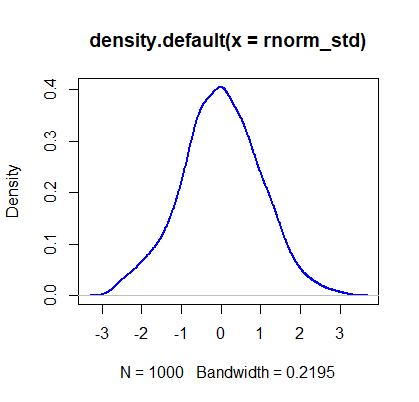 density.default(x = rnorm_std)
Density
0.4
0.3
0.2
0.1
0.0
-3 -2 -1 0 1 2 3
N = 1000 Bandwidth = 0.2195